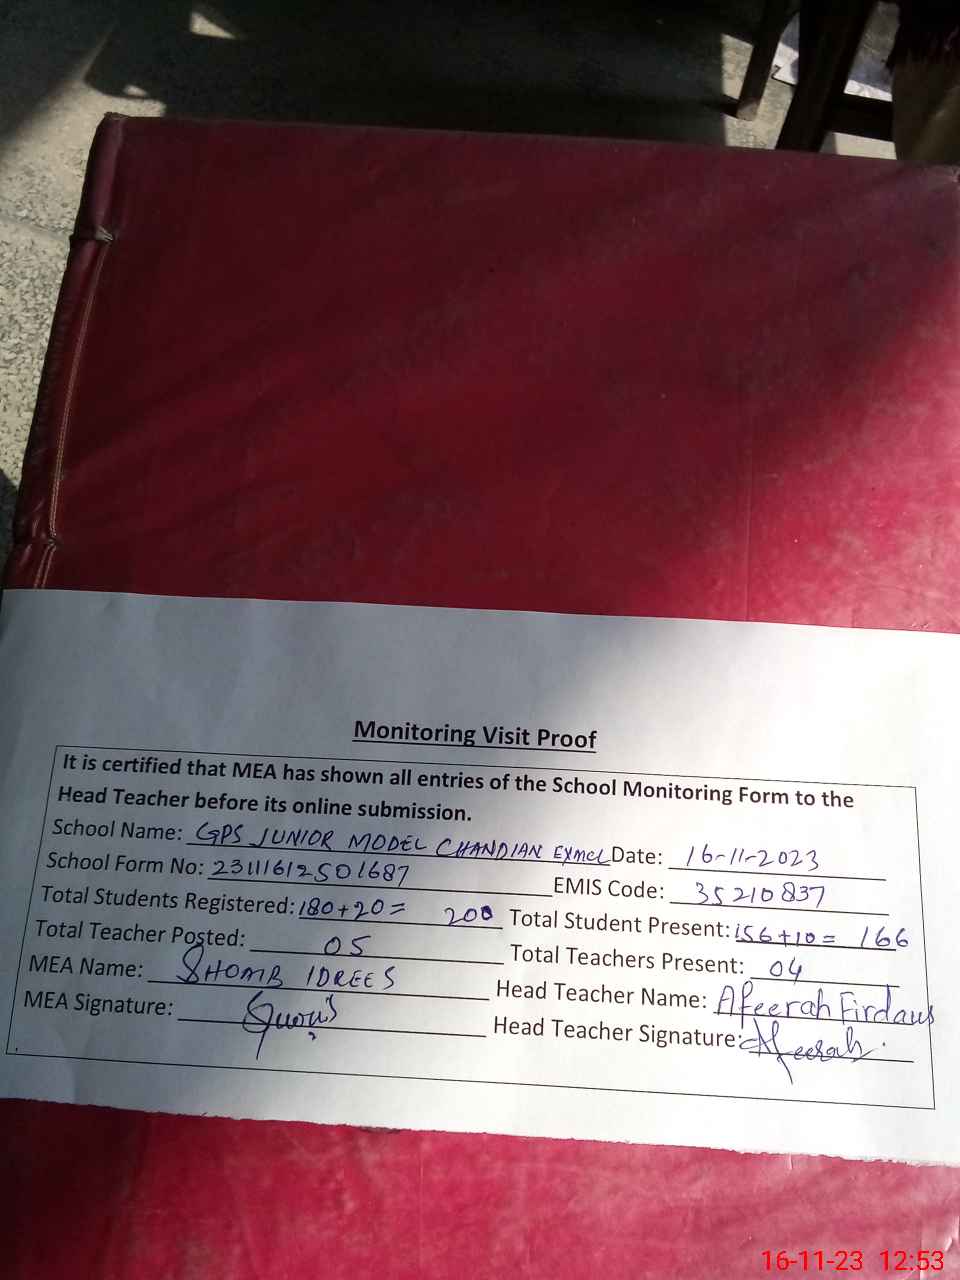 Monitoring Visit Proof
It is certified that MEA has shown all entries of the School Monitoring Form to the
Head Teacher before its online submission.
School Name: GPS JUNIOR MODEL CHANDIAN EXMCL Date: 16-11-2023
School Form No: 23111612501687 EMIS Code: 35210837
Total Students Registered: 180+20= 200 Total Student Present: 156+10= 166
Total Teacher Posted: 05 Total Teachers Present: 04
MEA Name: SHOAIB IDREES Head Teacher Name: Afeerah Firdaus
MEA Signature: Head Teacher Signature: Afeerah.
16-11-23 12:53